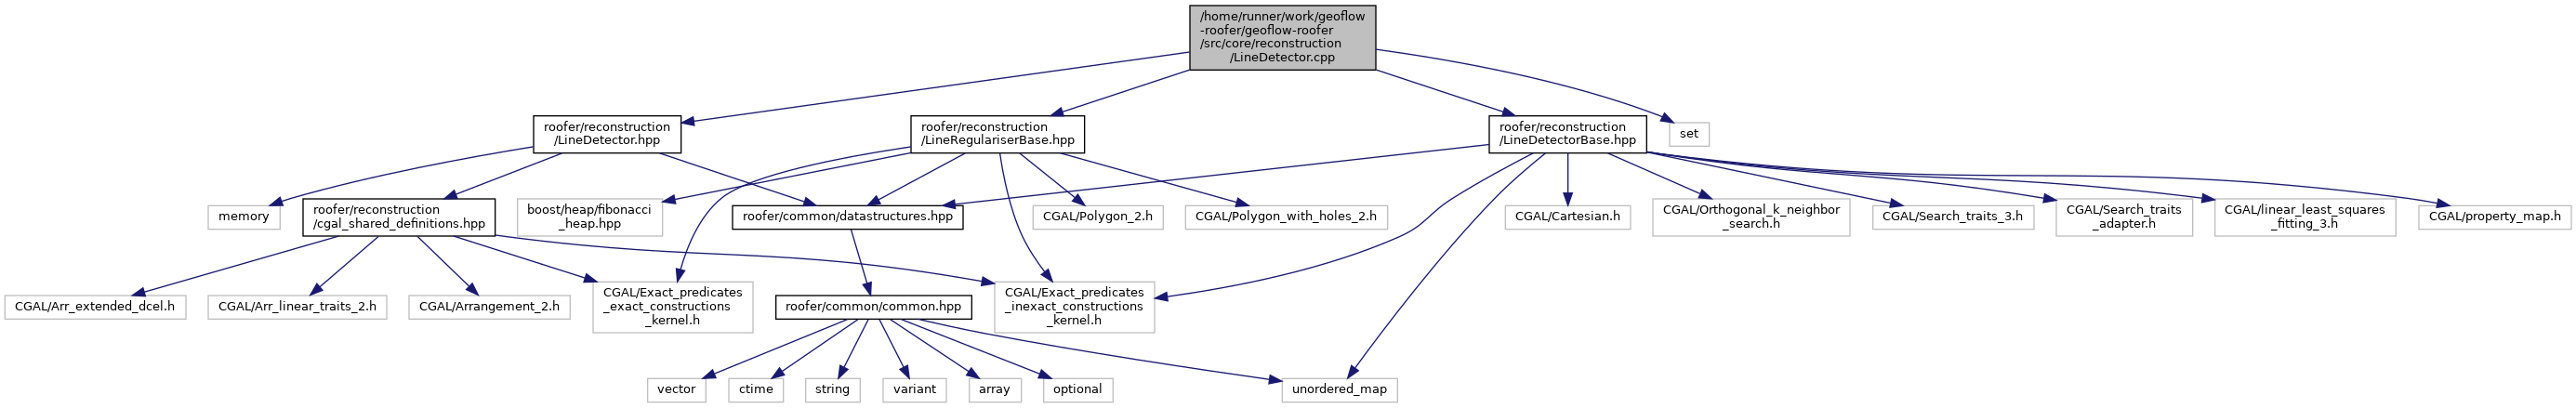 /home/runner/work/geoflow
-roofer/geoflow-roofer
/src/core/reconstruction
/LineDetector.cpp
roofer/reconstruction
/LineDetector.hpp
roofer/reconstruction
/LineRegulariserBase.hpp
roofer/reconstruction
/LineDetectorBase.hpp
set
memory
roofer/reconstruction
/cgal_shared_definitions.hpp
boost/heap/fibonacci
_heap.hpp
roofer/common/datastructures.hpp
CGAL/Polygon_2.h
CGAL/Polygon_with_holes_2.h
CGAL/Cartesian.h
CGAL/Orthogonal_k_neighbor
_search.h
CGAL/Search_traits_3.h
CGAL/Search_traits
_adapter.h
CGAL/linear_least_squares
_fitting_3.h
CGAL/property_map.h
CGAL/Arr_extended_dcel.h
CGAL/Arr_linear_traits_2.h
CGAL/Arrangement_2.h
CGAL/Exact_predicates
_exact_constructions
_kernel.h
roofer/common/common.hpp
CGAL/Exact_predicates
_inexact_constructions
_kernel.h
vector
ctime
string
variant
array
optional
unordered_map